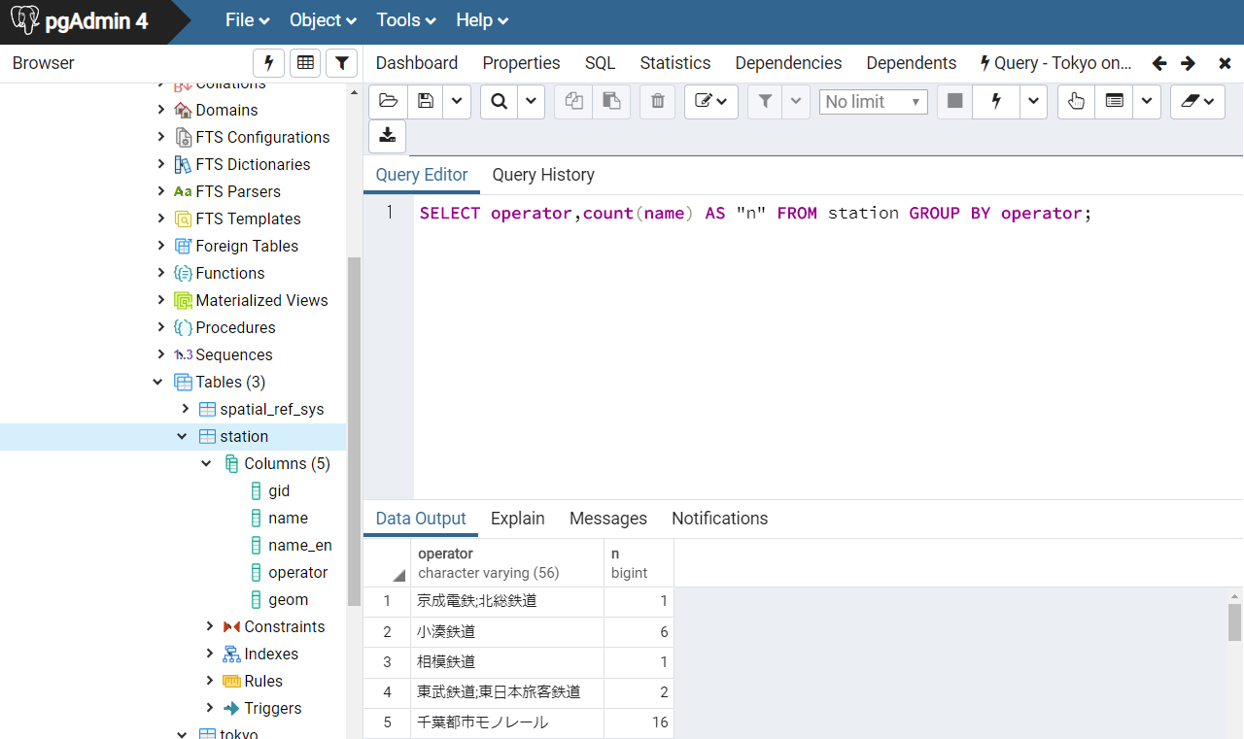 pgAdmin 4 File Object Tools Help
Browser
Dashboard Properties SQL Statistics Dependencies Dependents Query - Tokyo on...
No limit
Collations
Domains
FTS Configurations
FTS Dictionaries
Aa FTS Parsers
FTS Templates
Foreign Tables
Functions
Materialized Views
Procedures
1..3 Sequences
Tables (3)
spatial_ref_sys
station
Columns (5)
gid
name
name_en
operator
geom
Constraints
Indexes
Rules
Triggers
tokyo
Query Editor Query History
1 SELECT operator,count(name) AS "n" FROM station GROUP BY operator;
Data Output Explain Messages Notifications
operator n
character varying (56) bigint
1 京成電鉄;北総鉄道 1
2 小湊鉄道 6
3 相模鉄道 1
4 東武鉄道;東日本旅客鉄道 2
5 千葉都市モノレール 16